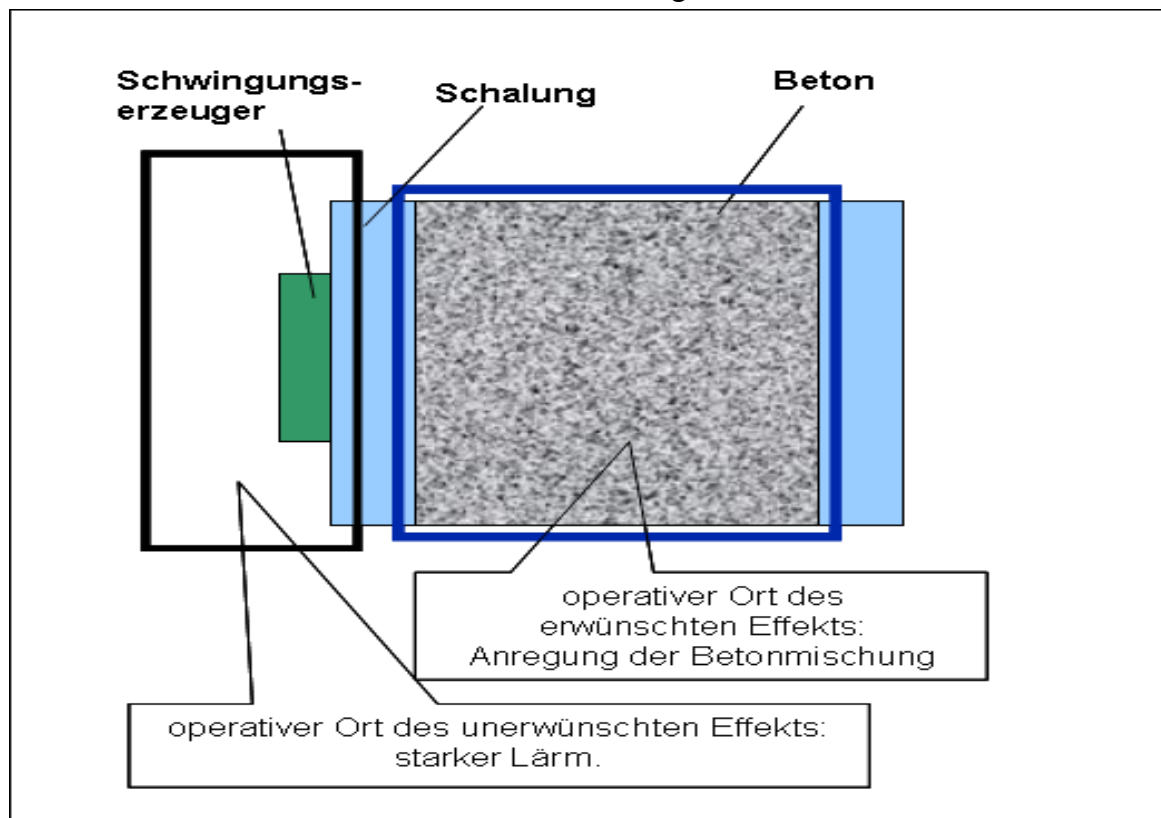 Schwingungs-
erzeuger
Schalung
Beton
operativer Ort des
erwünschten Effekts:
Anregung der Betonmischung
operativer Ort des unerwünschten Effekts:
starker Lärm.